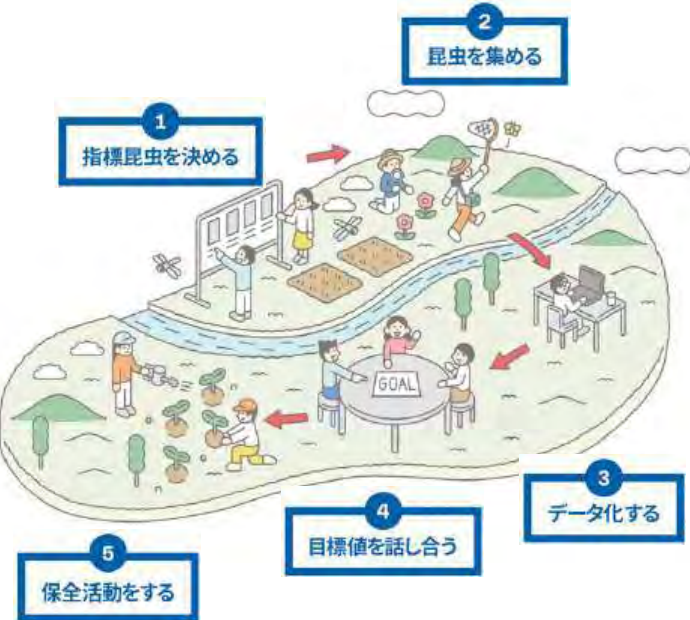 1
指標昆虫を決める
2
昆虫を集める
3
データ化する
GOAL
4
目標値を話し合う
5
保全活動をする